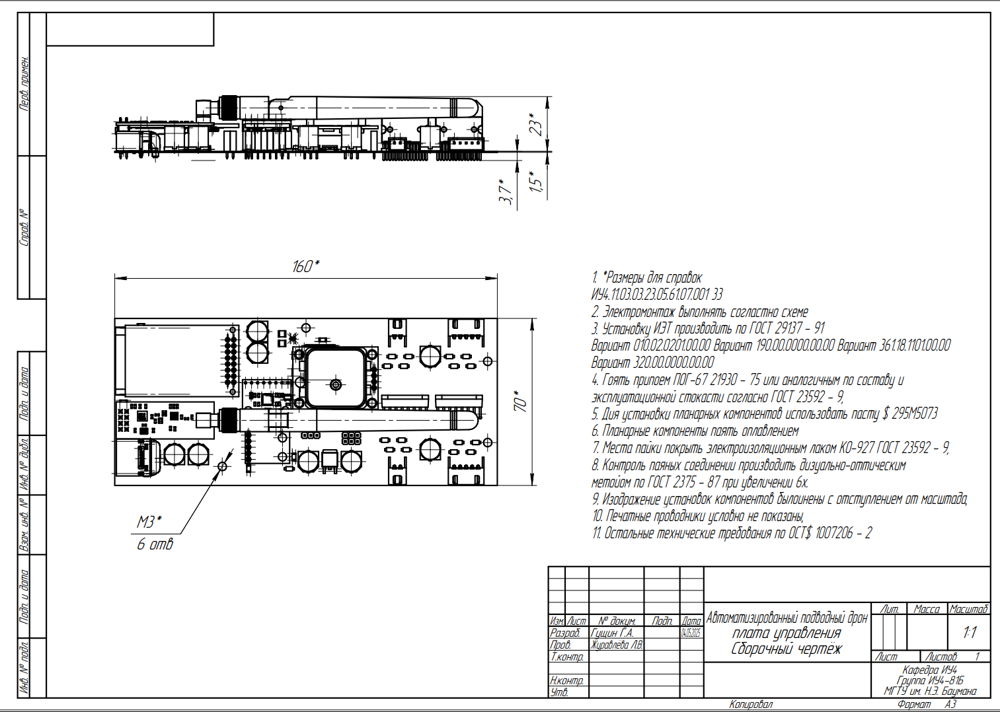 Перв. примен.
Справ. №
Подп. и дата
Инв. № дубл.
Взам. инв. №
Подп. и дата
Инв. № подл.
23*
3,7*
1,5*
160*
70*
М3*
6 отв
1. *Размеры для справок
ИУ4.11.03.03.23.05.61.07.001 33
2. Электромонтаж выполнять согластно схеме
3. Установку ИЭТ производить по ГОСТ 29137 - 91
Вариант 010.02.0201.00.00 Вариант 190.00.0000.00.00 Вариант 361.18.1101.00.00
Вариант 320.00.0000.00.00
4. Гоять припоем ПОГ-67 21930 - 75 или аналогичным по составу и
эксплуатационной стокасти согласно ГОСТ 23592 - 9,
5. Дия установки планарных компонентов использовать пасту $ 295М5073
6. Планарные компоненты паять оплавлением
7. Места пайки покрыть электроизоляционным лаком КО-927 ГОСТ 23592 - 9,
8. Контроль паяных соединении производить дизуально-оттическим
метойом по ГОСТ 2375 - 87 при увеличении 6х.
9. Изодражение установок компонентов былоинены с отступлением от масштада,
10. Печатные проводники условно не показаны,
11. Остальные технические требования по ОСТ$ 1007206 - 2
Изм. Лист № докум. Подп. Дата
Разраб. Гущин Г.А. 04.05.2025
Пров. Журавлёва Л.В.
Т.контр.
Н.контр.
Утв.
Автоматизированный подводный дрон
плата управления
Сборочный чертёж
Лит. Масса Масштаб
1:1
Лист Листов 1
Кафедра ИУ4
Группа ИУ4-81Б
МГТУ им. Н.Э. Баумана
Копировал Формат А3